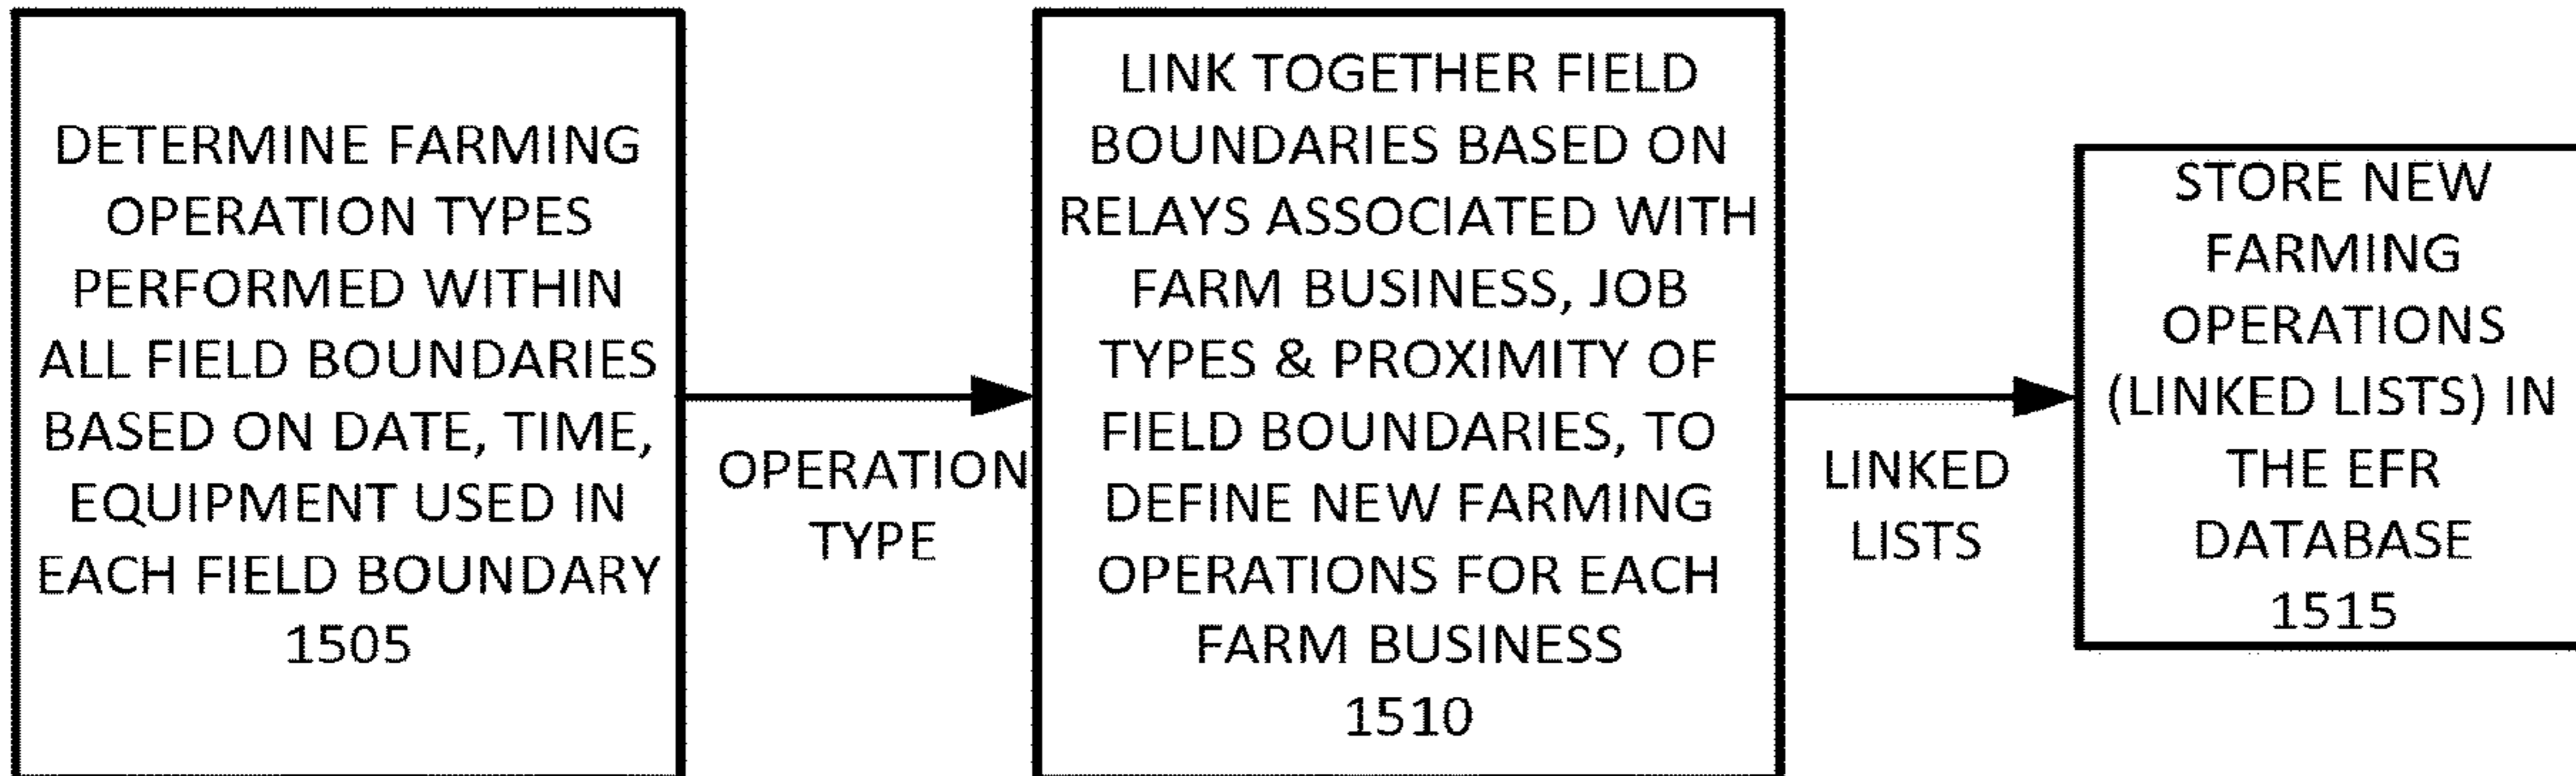 DETERMINE FARMING
OPERATION TYPES
PERFORMED WITHIN
ALL FIELD BOUNDARIES
BASED ON DATE, TIME,
EQUIPMENT USED IN
EACH FIELD BOUNDARY
1505
OPERATION
TYPE
LINK TOGETHER FIELD
BOUNDARIES BASED ON
RELAYS ASSOCIATED WITH
FARM BUSINESS, JOB
TYPES & PROXIMITY OF
FIELD BOUNDARIES, TO
DEFINE NEW FARMING
OPERATIONS FOR EACH
FARM BUSINESS
1510
LINKED
LISTS
STORE NEW
FARMING
OPERATIONS
(LINKED LISTS) IN
THE EFR
DATABASE
1515